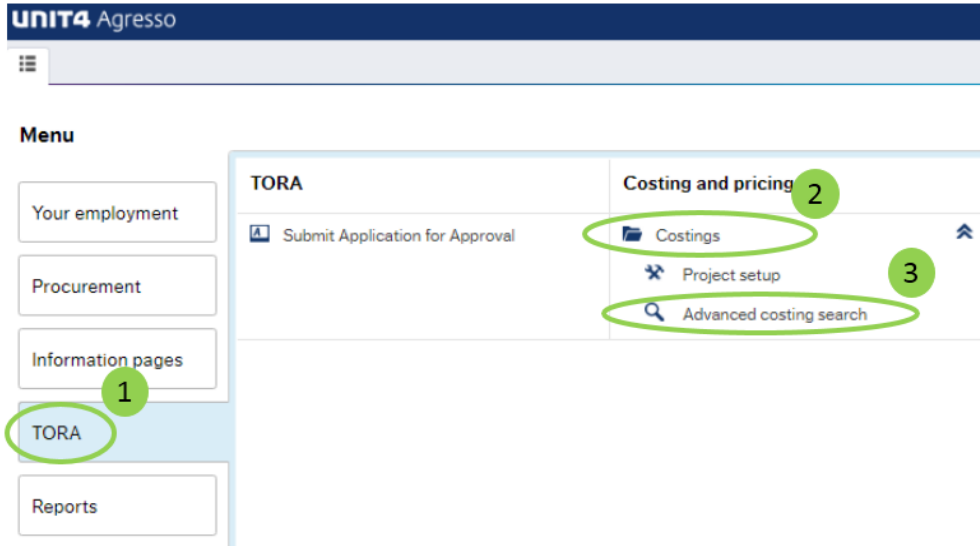 UNIT4 Agresso
Menu
Your employment
Procurement
Information pages
1
TORA
Reports
TORA
Submit Application for Approval
Costing and pricing
2
Costings
Project setup
3
Advanced costing search